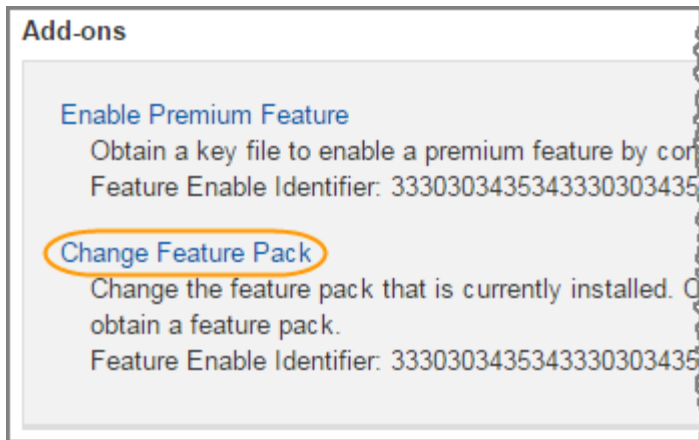 Add-ons
Enable Premium Feature
Obtain a key file to enable a premium feature by con
Feature Enable Identifier: 3330303435343330303435
Change Feature Pack
Change the feature pack that is currently installed.
obtain a feature pack.
Feature Enable Identifier: 3330303435343330303435